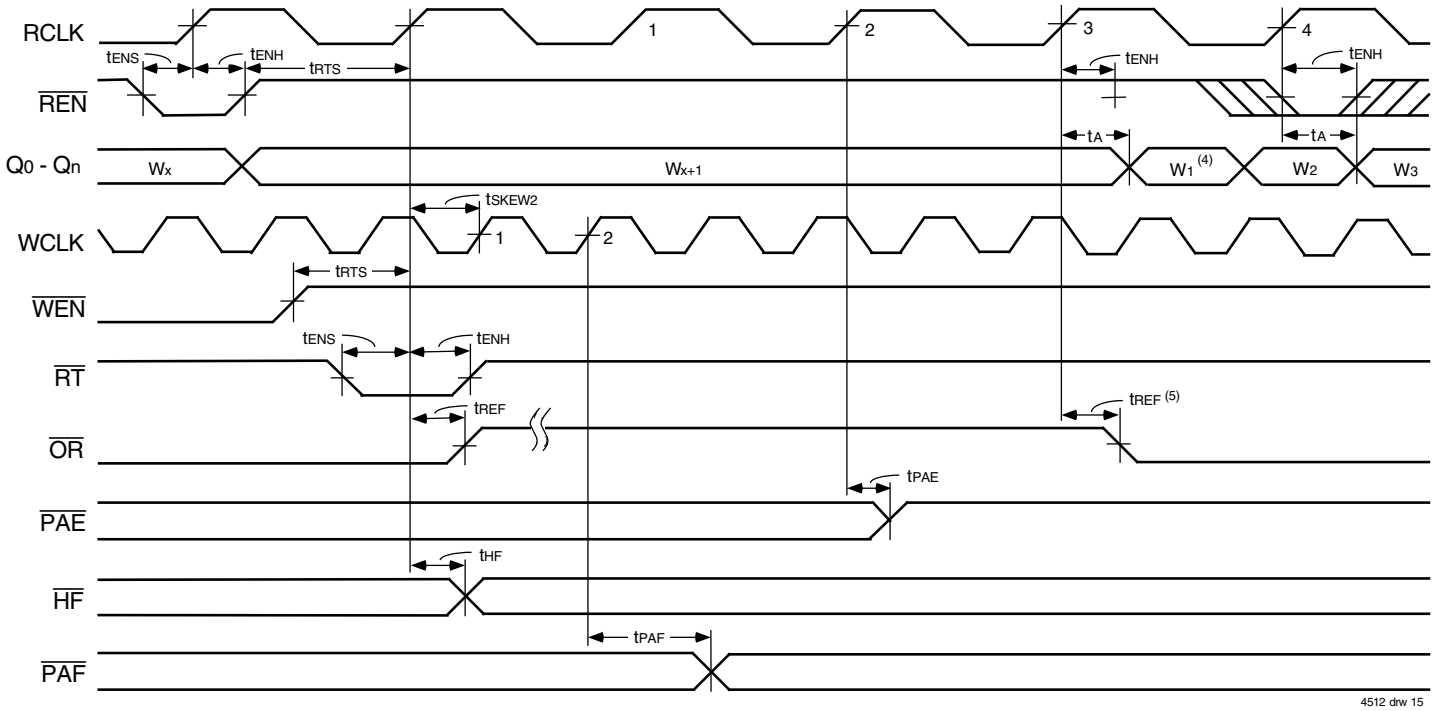 RCLK 1 2 3 4
tENS tENH tRTS tENH tENH
REN
tA tA
Q0 - Qn Wx Wx+1 W1 (4) W2 W3
tSKEW2
WCLK 1 2
tRTS
WEN
tENS tENH
RT
tREF tREF (5)
OR
tPAE
PAE
tHF
HF
tPAF
PAF
4512 drw 15